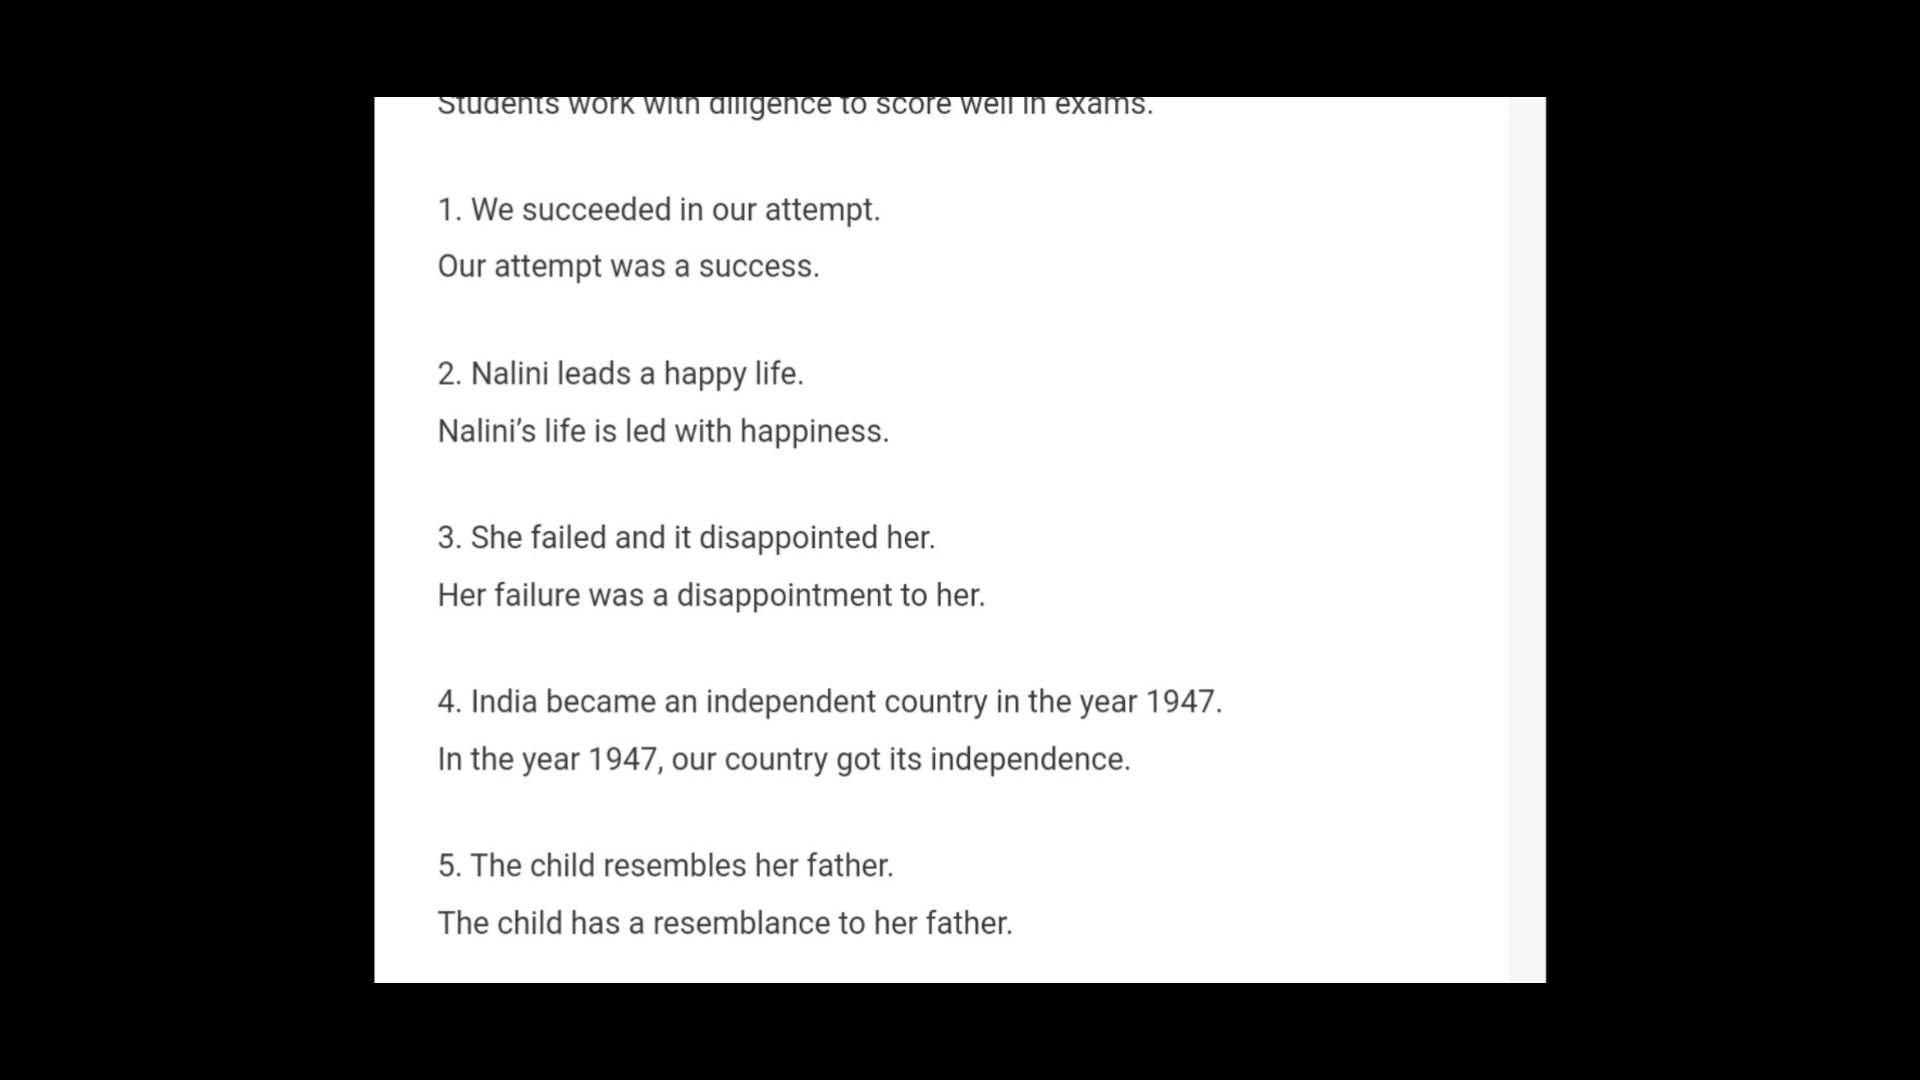 Students work with diligence to score well in exams.
1. We succeeded in our attempt.
Our attempt was a success.
2. Nalini leads a happy life.
Nalini’s life is led with happiness.
3. She failed and it disappointed her.
Her failure was a disappointment to her.
4. India became an independent country in the year 1947.
In the year 1947, our country got its independence.
5. The child resembles her father.
The child has a resemblance to her father.